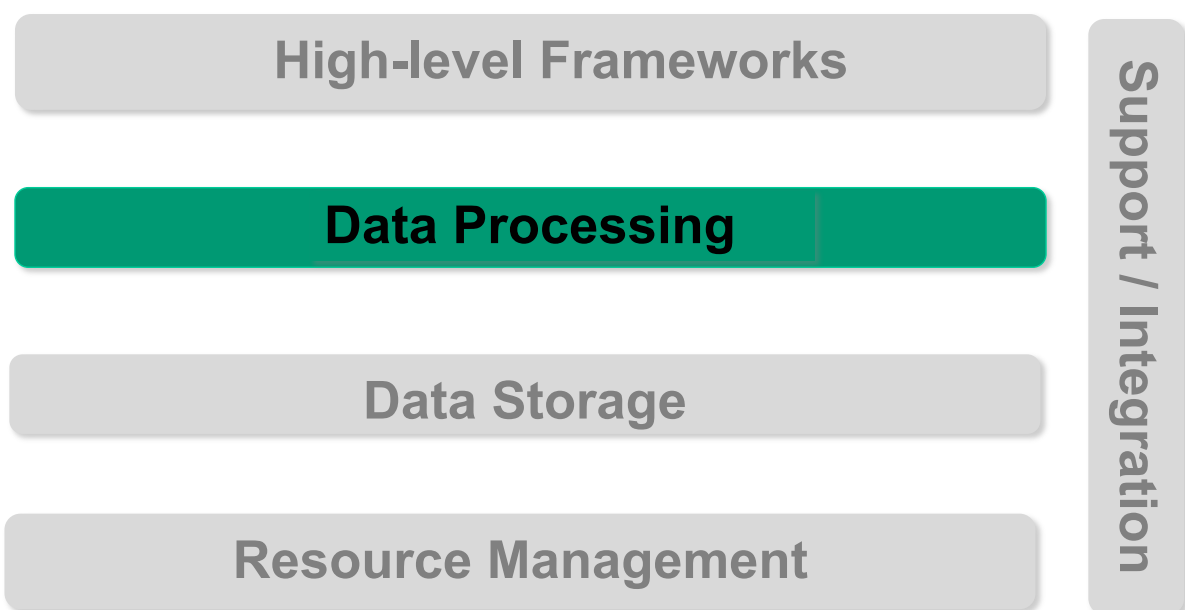 High-level Frameworks
Data Processing
Data Storage
Resource Management
Support / Integration